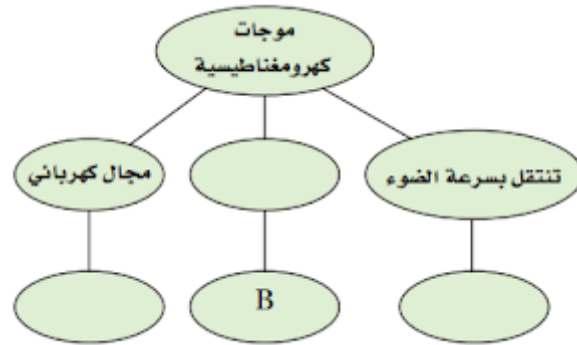 موجات
كهرومغناطيسية
تنتقل بسرعة الضوء
مجال كهربائي
B